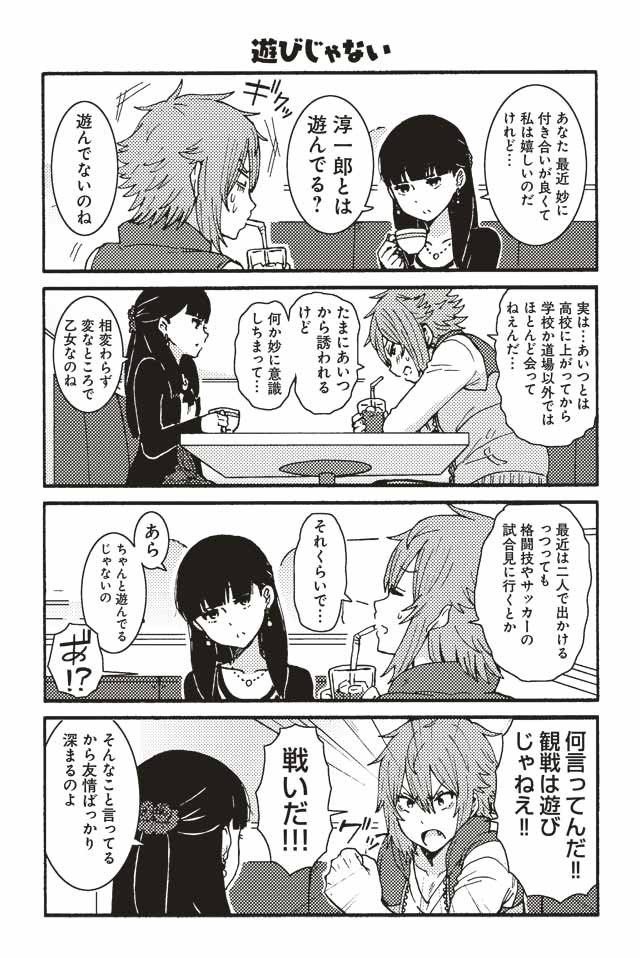 遊びじゃない
あなた 最近 妙に
付き合いが良くて
私は嬉しいのだ
けれど…
淳一郎とは
遊んでる？
ギクッ
遊んでないのね
実は…あいつとは
高校に上がってから
学校か道場以外では
ほとんど会って
ねえんだ…
たまにあいつ
から誘われる
けど
何か妙に意識
しちまって…
相変わらず
変なところで
乙女なのね
最近は二人で出かける
っつっても
格闘技やサッカーの
試合見に行くとか
それくらいで…
あら
ちゃんと遊んでる
じゃないの
あ゛!?
何言ってんだ!!
観戦は遊び
じゃねえ!!
戦いだ!!!
グッ
そんなこと言ってる
から友情ばっかり
深まるのよ